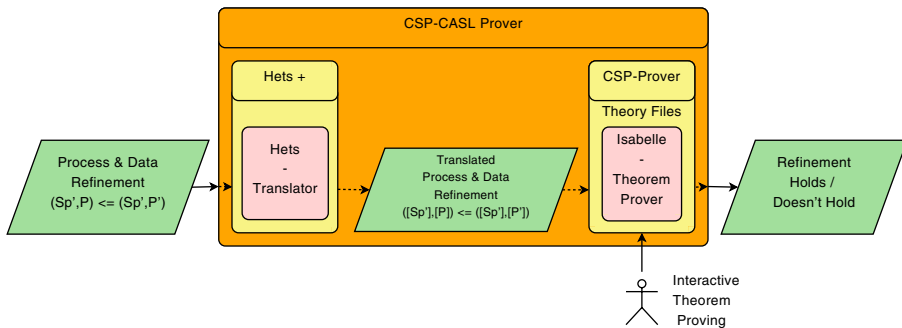 CSP-CASL Prover
Hets +
CSP-Prover
Theory Files
Process & Data
Refinement
(Sp',P) <= (Sp',P')
Hets
-
Translator
Translated
Process & Data
Refinement
([Sp'],[P]) <= ([Sp'],[P'])
Isabelle
-
Theorem
Prover
Refinement
Holds /
Doesn't Hold
Interactive
Theorem
Proving